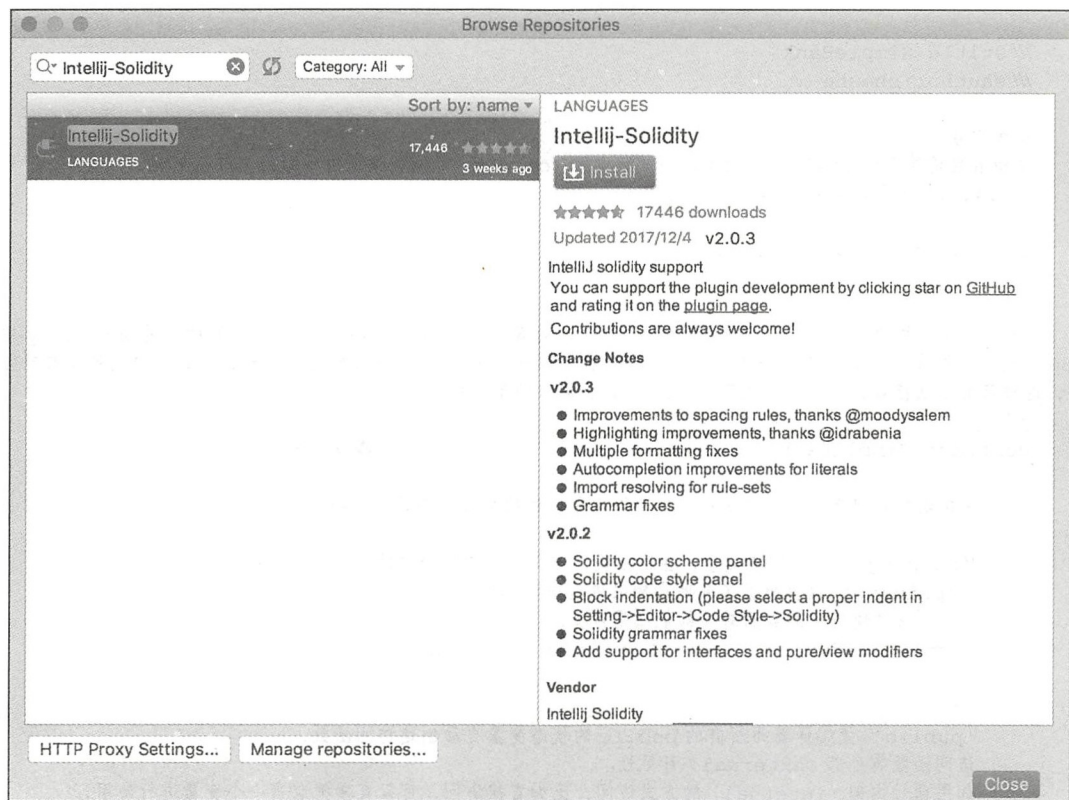 Browse Repositories
Intellij-Solidity
Category: All
Sort by: name
Intellij-Solidity
LANGUAGES
17,446
3 weeks ago
LANGUAGES
Intellij-Solidity
Install
17446 downloads
Updated 2017/12/4 v2.0.3
IntelliJ solidity support
You can support the plugin development by clicking star on GitHub
and rating it on the plugin page.
Contributions are always welcome!
Change Notes
v2.0.3
● Improvements to spacing rules, thanks @moodysalem
● Highlighting improvements, thanks @idrabenia
● Multiple formatting fixes
● Autocompletion improvements for literals
● Import resolving for rule-sets
● Grammar fixes
v2.0.2
● Solidity color scheme panel
● Solidity code style panel
● Block indentation (please select a proper indent in
Setting->Editor->Code Style->Solidity)
● Solidity grammar fixes
● Add support for interfaces and pure/view modifiers
Vendor
Intellij Solidity
HTTP Proxy Settings...
Manage repositories...
Close